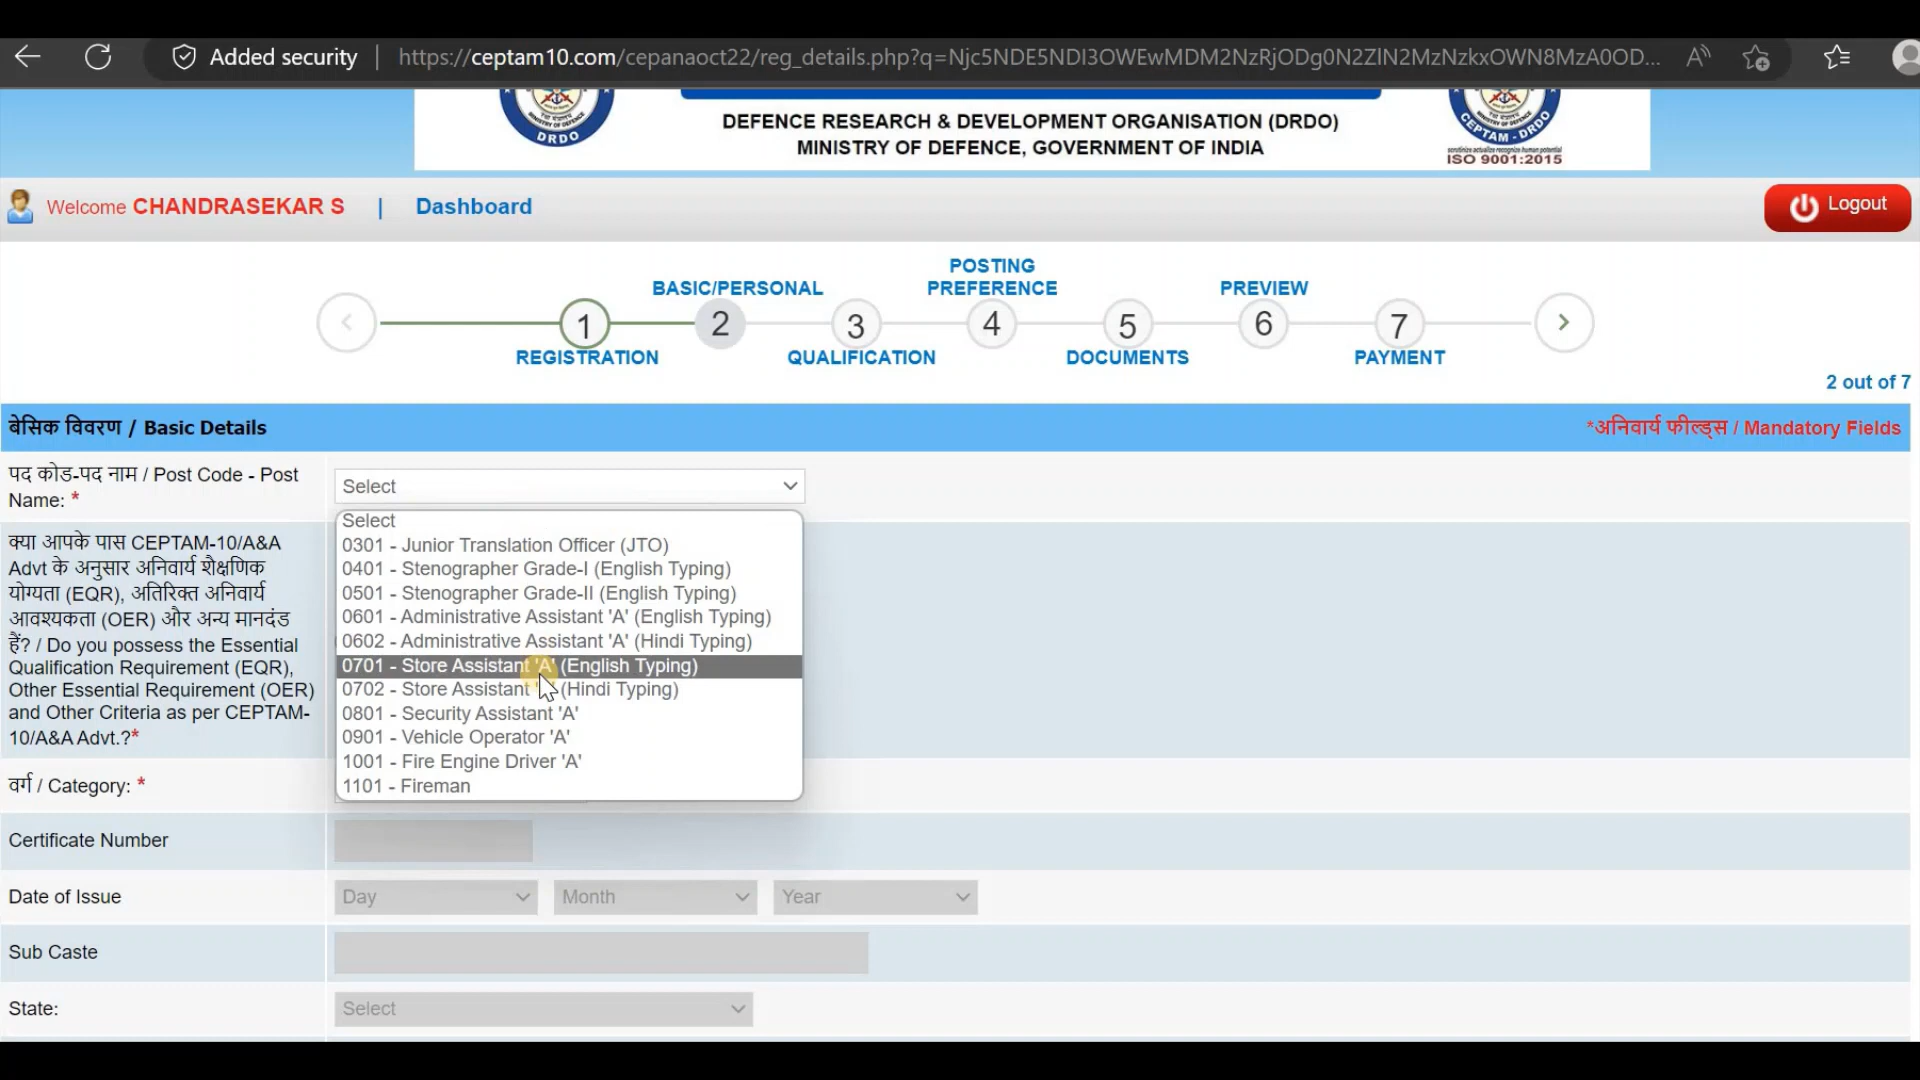 Added security | https://ceptam10.com/cepanaoct22/reg_details.php?q=Njc5NDE5NDI3OWEwMDM2NzRjODg0N2ZlN2MzNzkxOWN8MzA0OD...
DRDO
DEFENCE RESEARCH & DEVELOPMENT ORGANISATION (DRDO)
MINISTRY OF DEFENCE, GOVERNMENT OF INDIA
CEPTAM - DRDO
ISO 9001:2015
Welcome CHANDRASEKAR S | Dashboard
Logout
POSTING
BASIC/PERSONAL PREFERENCE PREVIEW
1 2 3 4 5 6 7
REGISTRATION QUALIFICATION DOCUMENTS PAYMENT
2 out of 7
बेसिक विवरण / Basic Details
*अनिवार्य फील्ड्स / Mandatory Fields
पद कोड-पद नाम / Post Code - Post
Name: *
Select
Select
0301 - Junior Translation Officer (JTO)
0401 - Stenographer Grade-I (English Typing)
0501 - Stenographer Grade-II (English Typing)
0601 - Administrative Assistant 'A' (English Typing)
0602 - Administrative Assistant 'A' (Hindi Typing)
0701 - Store Assistant 'A' (English Typing)
0702 - Store Assistant (Hindi Typing)
0801 - Security Assistant 'A'
0901 - Vehicle Operator 'A'
1001 - Fire Engine Driver 'A'
1101 - Fireman
क्या आपके पास CEPTAM-10/A&A
Advt के अनुसार अनिवार्य शैक्षणिक
योग्यता (EQR), अतिरिक्त अनिवार्य
आवश्यकता (OER) और अन्य मानदंड
हैं? / Do you possess the Essential
Qualification Requirement (EQR),
Other Essential Requirement (OER)
and Other Criteria as per CEPTAM-
10/A&A Advt.?*
वर्ग / Category: *
Certificate Number
Date of Issue
Day Month Year
Sub Caste
State:
Select